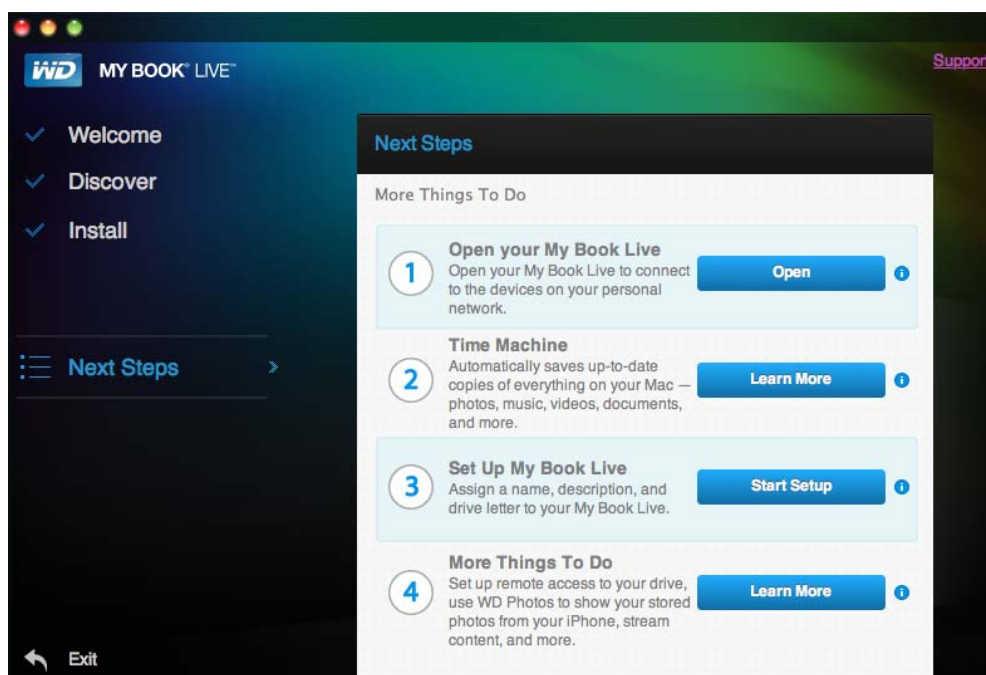 WD MY BOOK® LIVE™
Suppor
Welcome
Discover
Install
Next Steps
Exit
Next Steps
More Things To Do
1
Open your My Book Live
Open your My Book Live to connect
to the devices on your personal
network.
Open
2
Time Machine
Automatically saves up-to-date
copies of everything on your Mac —
photos, music, videos, documents,
and more.
Learn More
3
Set Up My Book Live
Assign a name, description, and
drive letter to your My Book Live.
Start Setup
4
More Things To Do
Set up remote access to your drive,
use WD Photos to show your stored
photos from your iPhone, stream
content, and more.
Learn More